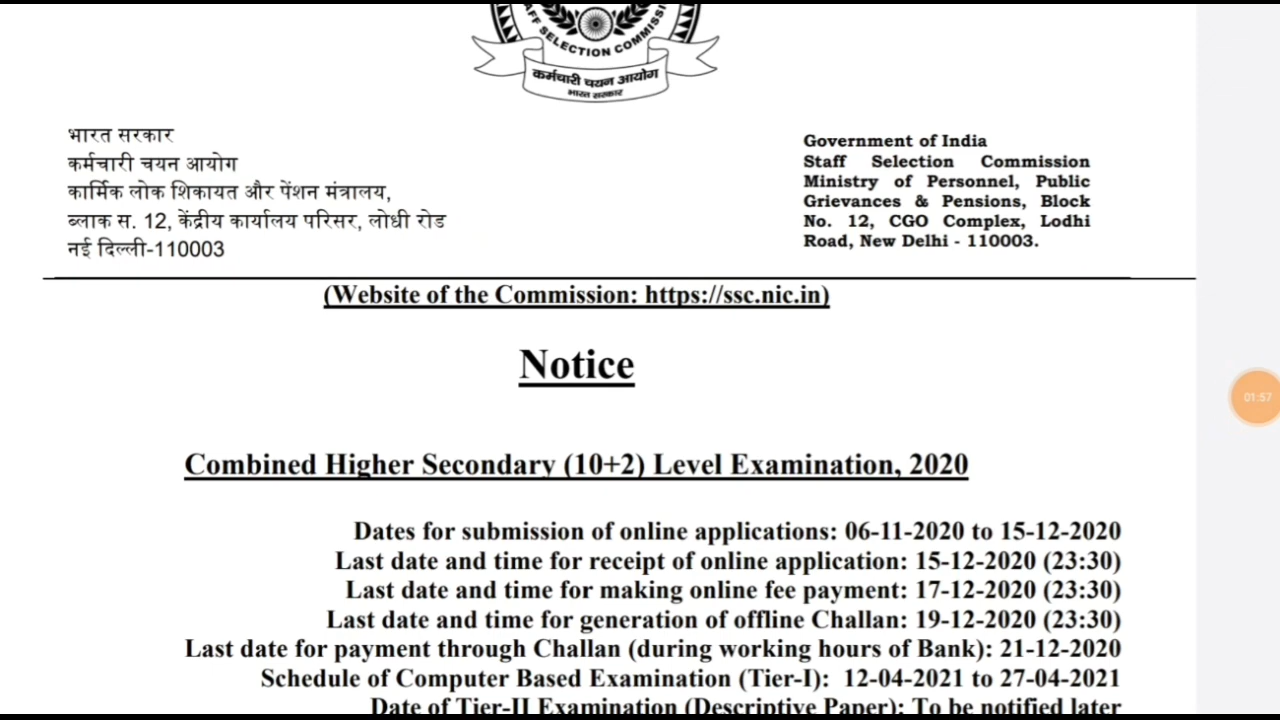 STAFF SELECTION COMMISSION
कर्मचारी चयन आयोग
भारत सरकार
भारत सरकार
कर्मचारी चयन आयोग
कार्मिक लोक शिकायत और पेंशन मंत्रालय,
ब्लाक स. 12, केंद्रीय कार्यालय परिसर, लोधी रोड
नई दिल्ली-110003
Government of India
Staff Selection Commission
Ministry of Personnel, Public
Grievances & Pensions, Block
No. 12, CGO Complex, Lodhi
Road, New Delhi - 110003.
(Website of the Commission: https://ssc.nic.in)
Notice
01:57
Combined Higher Secondary (10+2) Level Examination, 2020
Dates for submission of online applications: 06-11-2020 to 15-12-2020
Last date and time for receipt of online application: 15-12-2020 (23:30)
Last date and time for making online fee payment: 17-12-2020 (23:30)
Last date and time for generation of offline Challan: 19-12-2020 (23:30)
Last date for payment through Challan (during working hours of Bank): 21-12-2020
Schedule of Computer Based Examination (Tier-I): 12-04-2021 to 27-04-2021
Date of Tier-II Examination (Descriptive Paper): To be notified later